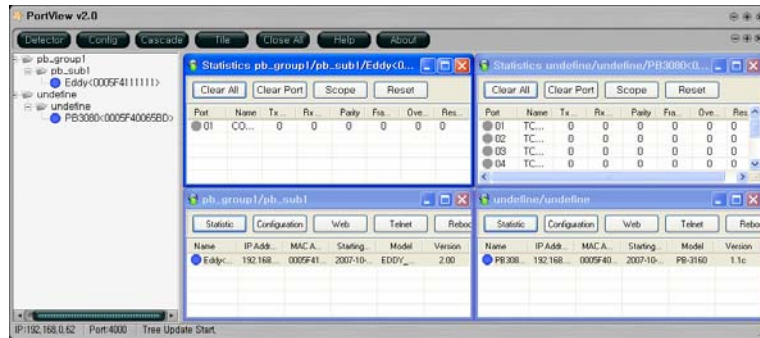 PortView v2.0
Detector Config Cascade Tile Close All Help About
pb_group1
pb_sub1
Eddy<0005F4111111>
undefine
undefine
PB3080<0005F40065BD>
Statistics pb_group1/pb_sub1/Eddy<0...
Clear All Clear Port Scope Reset
Port Name Tx... Rx... Parity Fra... Ove... Res...
01 CO... 0 0 0 0 0 0
Statistics undefine/undefine/PB3080<0...
Clear All Clear Port Scope Reset
Port Name Tx... Rx... Parity Fra... Ove... Res
01 TC... 0 0 0 0 0 0
02 TC... 0 0 0 0 0 0
03 TC... 0 0 0 0 0 0
04 TC... 0 0 0 0 0 0
pb_group1/pb_sub1
Statistic Configuration Web Telnet Reboo
Name IP Addr... MAC A... Starting... Model Version
Eddy<... 192.168... 0005F41... 2007-10-... EDDY_... 2.00
undefine/undefine
Statistic Configuration Web Telnet Rebo
Name IP Addr... MAC A... Starting... Model Version
PB308... 192.168... 0005F40... 2007-10-... PB-3160 1.1c
IP:192.168.0.62 Port:4000 Tree Update Start.